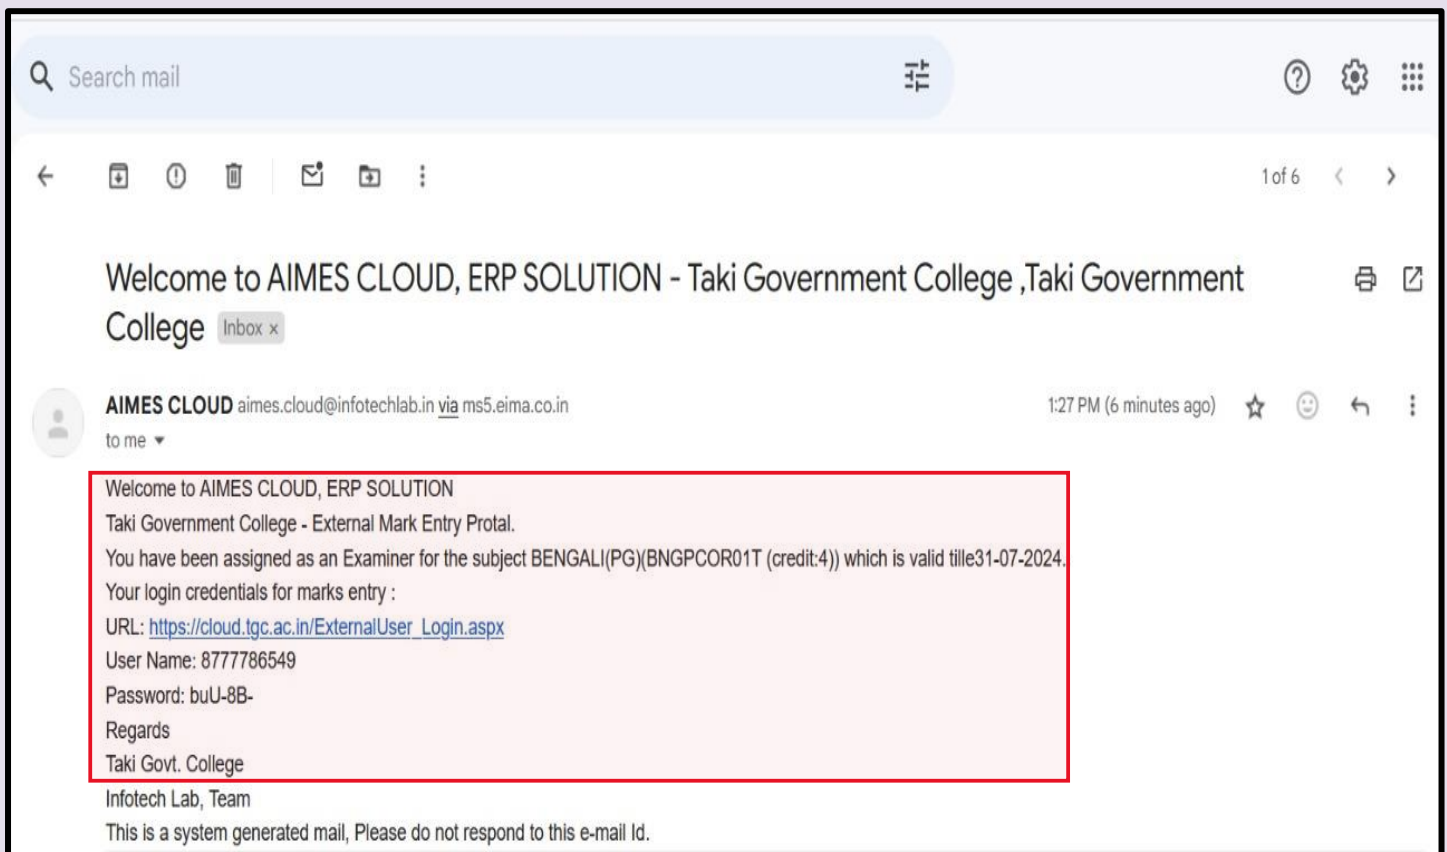 Search mail
1 of 6
Welcome to AIMES CLOUD, ERP SOLUTION - Taki Government College ,Taki Government
College Inbox ×
AIMES CLOUD aimes.cloud@infotechlab.in via ms5.eima.co.in 1:27 PM (6 minutes ago)
to me
Welcome to AIMES CLOUD, ERP SOLUTION
Taki Government College - External Mark Entry Protal.
You have been assigned as an Examiner for the subject BENGALI(PG)(BNGPCOR01T (credit:4)) which is valid tille31-07-2024.
Your login credentials for marks entry :
URL: https://cloud.tgc.ac.in/ExternalUser_Login.aspx
User Name: 8777786549
Password: buU-8B-
Regards
Taki Govt. College
Infotech Lab, Team
This is a system generated mail, Please do not respond to this e-mail Id.